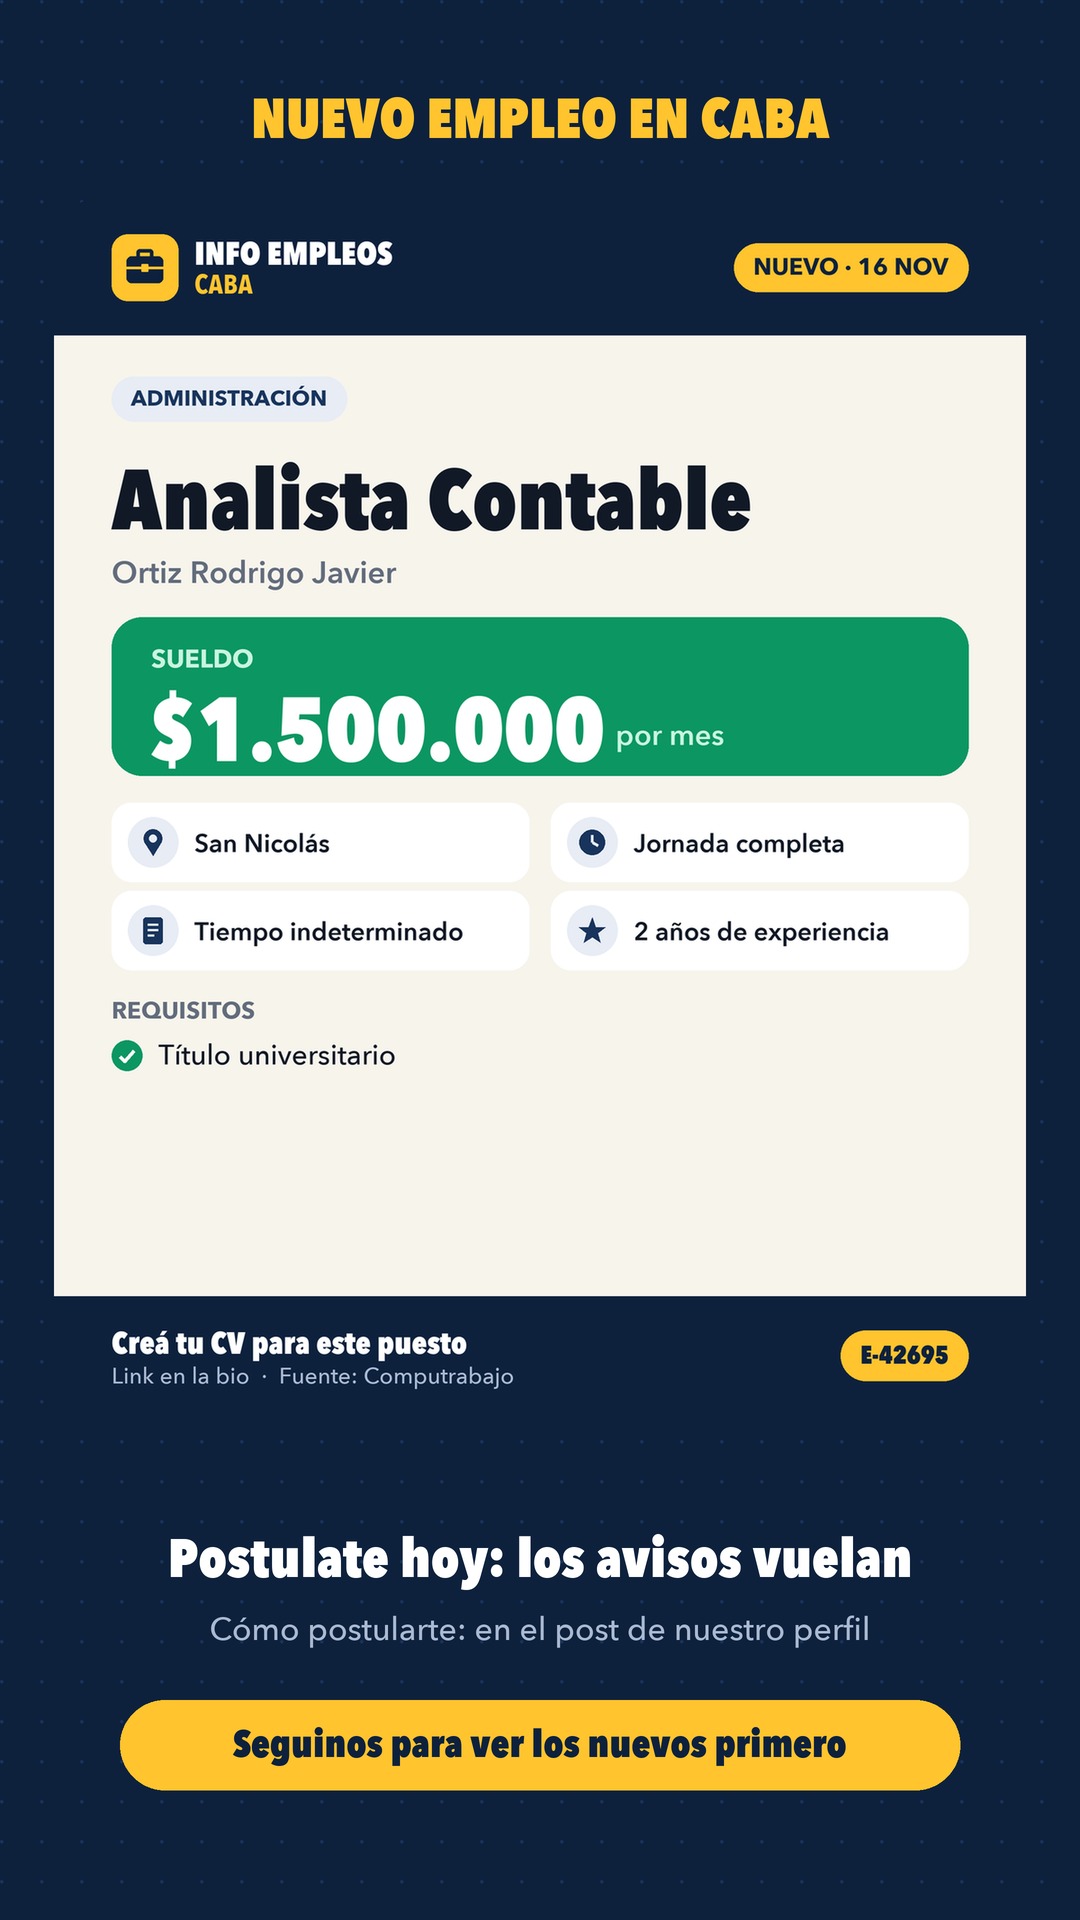 NUEVO EMPLEO EN CABA
INFO EMPLEOS
CABA
NUEVO · 16 NOV
ADMINISTRACIÓN
Analista Contable
Ortiz Rodrigo Javier
SUELDO
$1.500.000 por mes
San Nicolás
Jornada completa
Tiempo indeterminado
2 años de experiencia
REQUISITOS
Título universitario
Creá tu CV para este puesto
Link en la bio · Fuente: Computrabajo
E-42695
Postulate hoy: los avisos vuelan
Cómo postularte: en el post de nuestro perfil
Seguinos para ver los nuevos primero